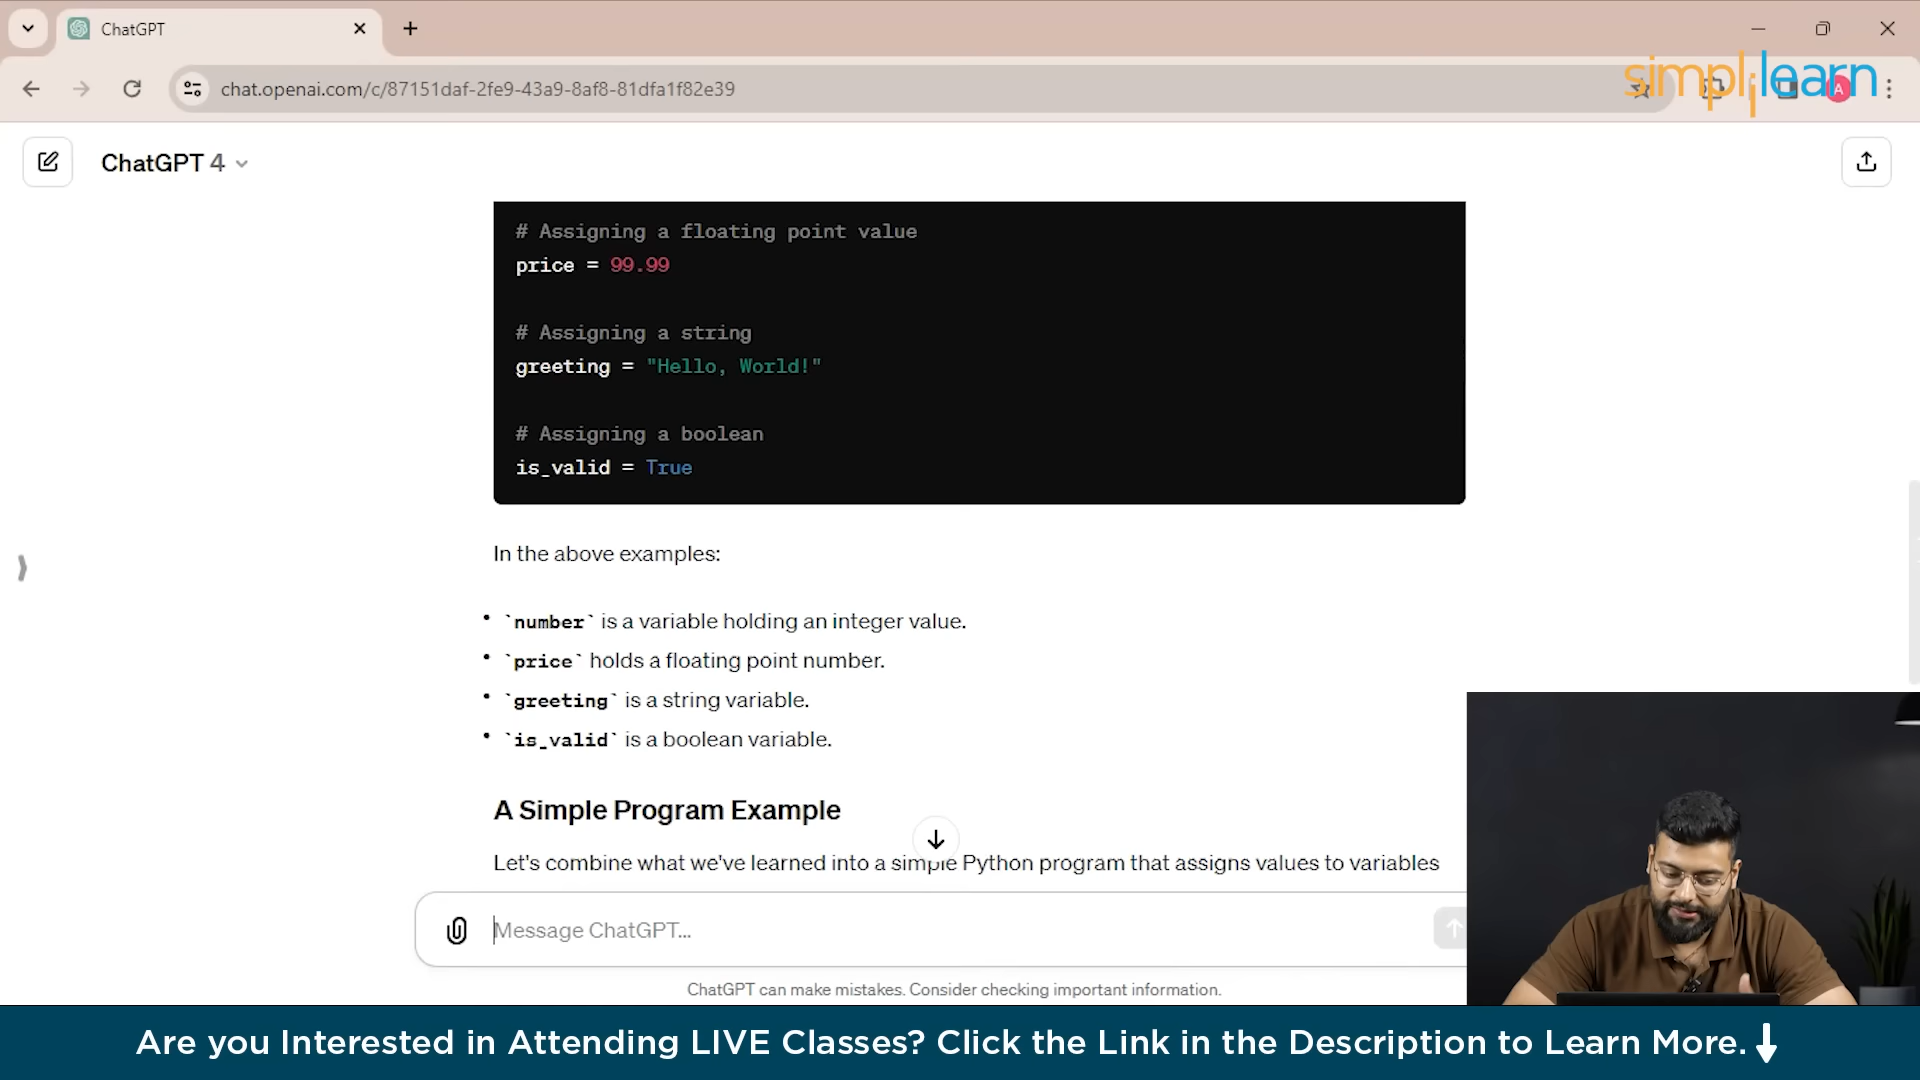 ChatGPT
chat.openai.com/c/87151daf-2fe9-43a9-8af8-81dfa1f82e39
simplilearn
A
ChatGPT 4
# Assigning a floating point value
price = 99.99
# Assigning a string
greeting = "Hello, World!"
# Assigning a boolean
is_valid = True
In the above examples:
• `number` is a variable holding an integer value.
• `price` holds a floating point number.
• `greeting` is a string variable.
• `is_valid` is a boolean variable.
A Simple Program Example
Let's combine what we've learned into a simple Python program that assigns values to variables
Message ChatGPT...
ChatGPT can make mistakes. Consider checking important information.
Are you Interested in Attending LIVE Classes? Click the Link in the Description to Learn More.